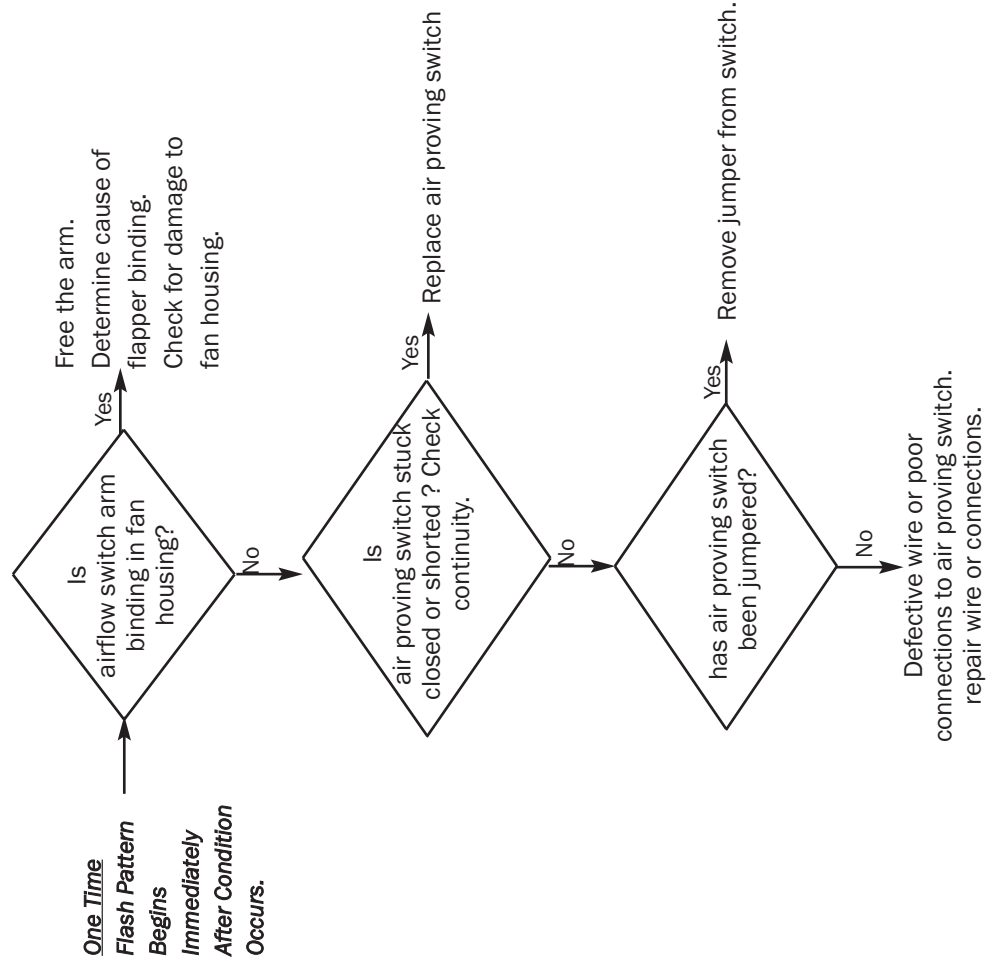 One Time
Flash Pattern
Begins
Immediately
After Condition
Occurs.
Is
airflow switch arm
binding in fan
housing?
Yes
Free the arm.
Determine cause of
flapper binding.
Check for damage to
fan housing.
No
Is
air proving switch stuck
closed or shorted ? Check
continuity.
Yes
Replace air proving switch
No
has air proving switch
been jumpered?
Yes
Remove jumper from switch.
No
Defective wire or poor
connections to air proving switch.
repair wire or connections.